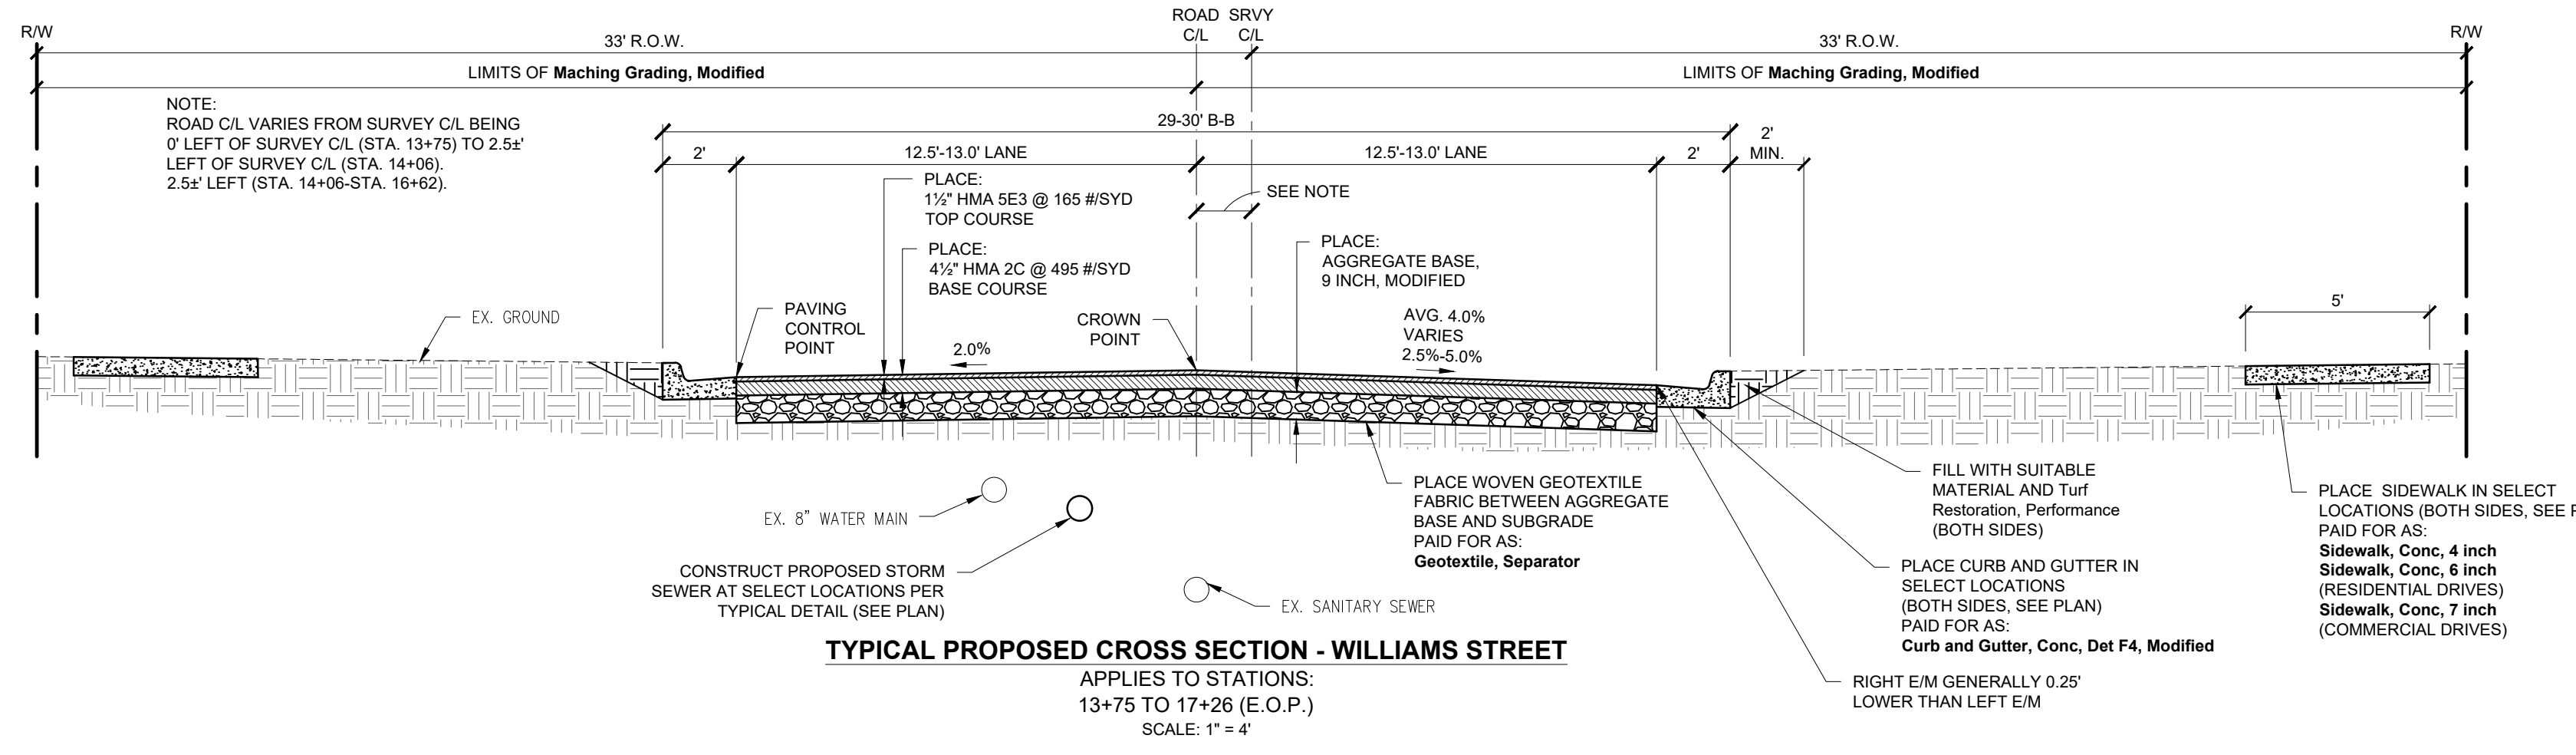 ROAD SRVY
R/W C/L C/L R/W
33' R.O.W. 33' R.O.W.
LIMITS OF Maching Grading, Modified LIMITS OF Maching Grading, Modified
NOTE:
ROAD C/L VARIES FROM SURVEY C/L BEING
0' LEFT OF SURVEY C/L (STA. 13+75) TO 2.5±'
LEFT OF SURVEY C/L (STA. 14+06).
2.5±' LEFT (STA. 14+06-STA. 16+62).
29-30' B-B
2' 12.5'-13.0' LANE 12.5'-13.0' LANE 2' 2'
MIN.
PLACE:
1½" HMA 5E3 @ 165 #/SYD
TOP COURSE
SEE NOTE
PLACE:
4½" HMA 2C @ 495 #/SYD
BASE COURSE
PLACE:
AGGREGATE BASE,
9 INCH, MODIFIED
EX. GROUND
PAVING
CONTROL
POINT
2.0%
CROWN
POINT
AVG. 4.0%
VARIES
2.5%-5.0%
5'
EX. 8" WATER MAIN
CONSTRUCT PROPOSED STORM
SEWER AT SELECT LOCATIONS PER
TYPICAL DETAIL (SEE PLAN)
EX. SANITARY SEWER
PLACE WOVEN GEOTEXTILE
FABRIC BETWEEN AGGREGATE
BASE AND SUBGRADE
PAID FOR AS:
Geotextile, Separator
FILL WITH SUITABLE
MATERIAL AND Turf
Restoration, Performance
(BOTH SIDES)
PLACE CURB AND GUTTER IN
SELECT LOCATIONS
(BOTH SIDES, SEE PLAN)
PAID FOR AS:
Curb and Gutter, Conc, Det F4, Modified
RIGHT E/M GENERALLY 0.25'
LOWER THAN LEFT E/M
PLACE SIDEWALK IN SELECT
LOCATIONS (BOTH SIDES, SEE
PAID FOR AS:
Sidewalk, Conc, 4 inch
Sidewalk, Conc, 6 inch
(RESIDENTIAL DRIVES)
Sidewalk, Conc, 7 inch
(COMMERCIAL DRIVES)
TYPICAL PROPOSED CROSS SECTION - WILLIAMS STREET
APPLIES TO STATIONS:
13+75 TO 17+26 (E.O.P.)
SCALE: 1" = 4'